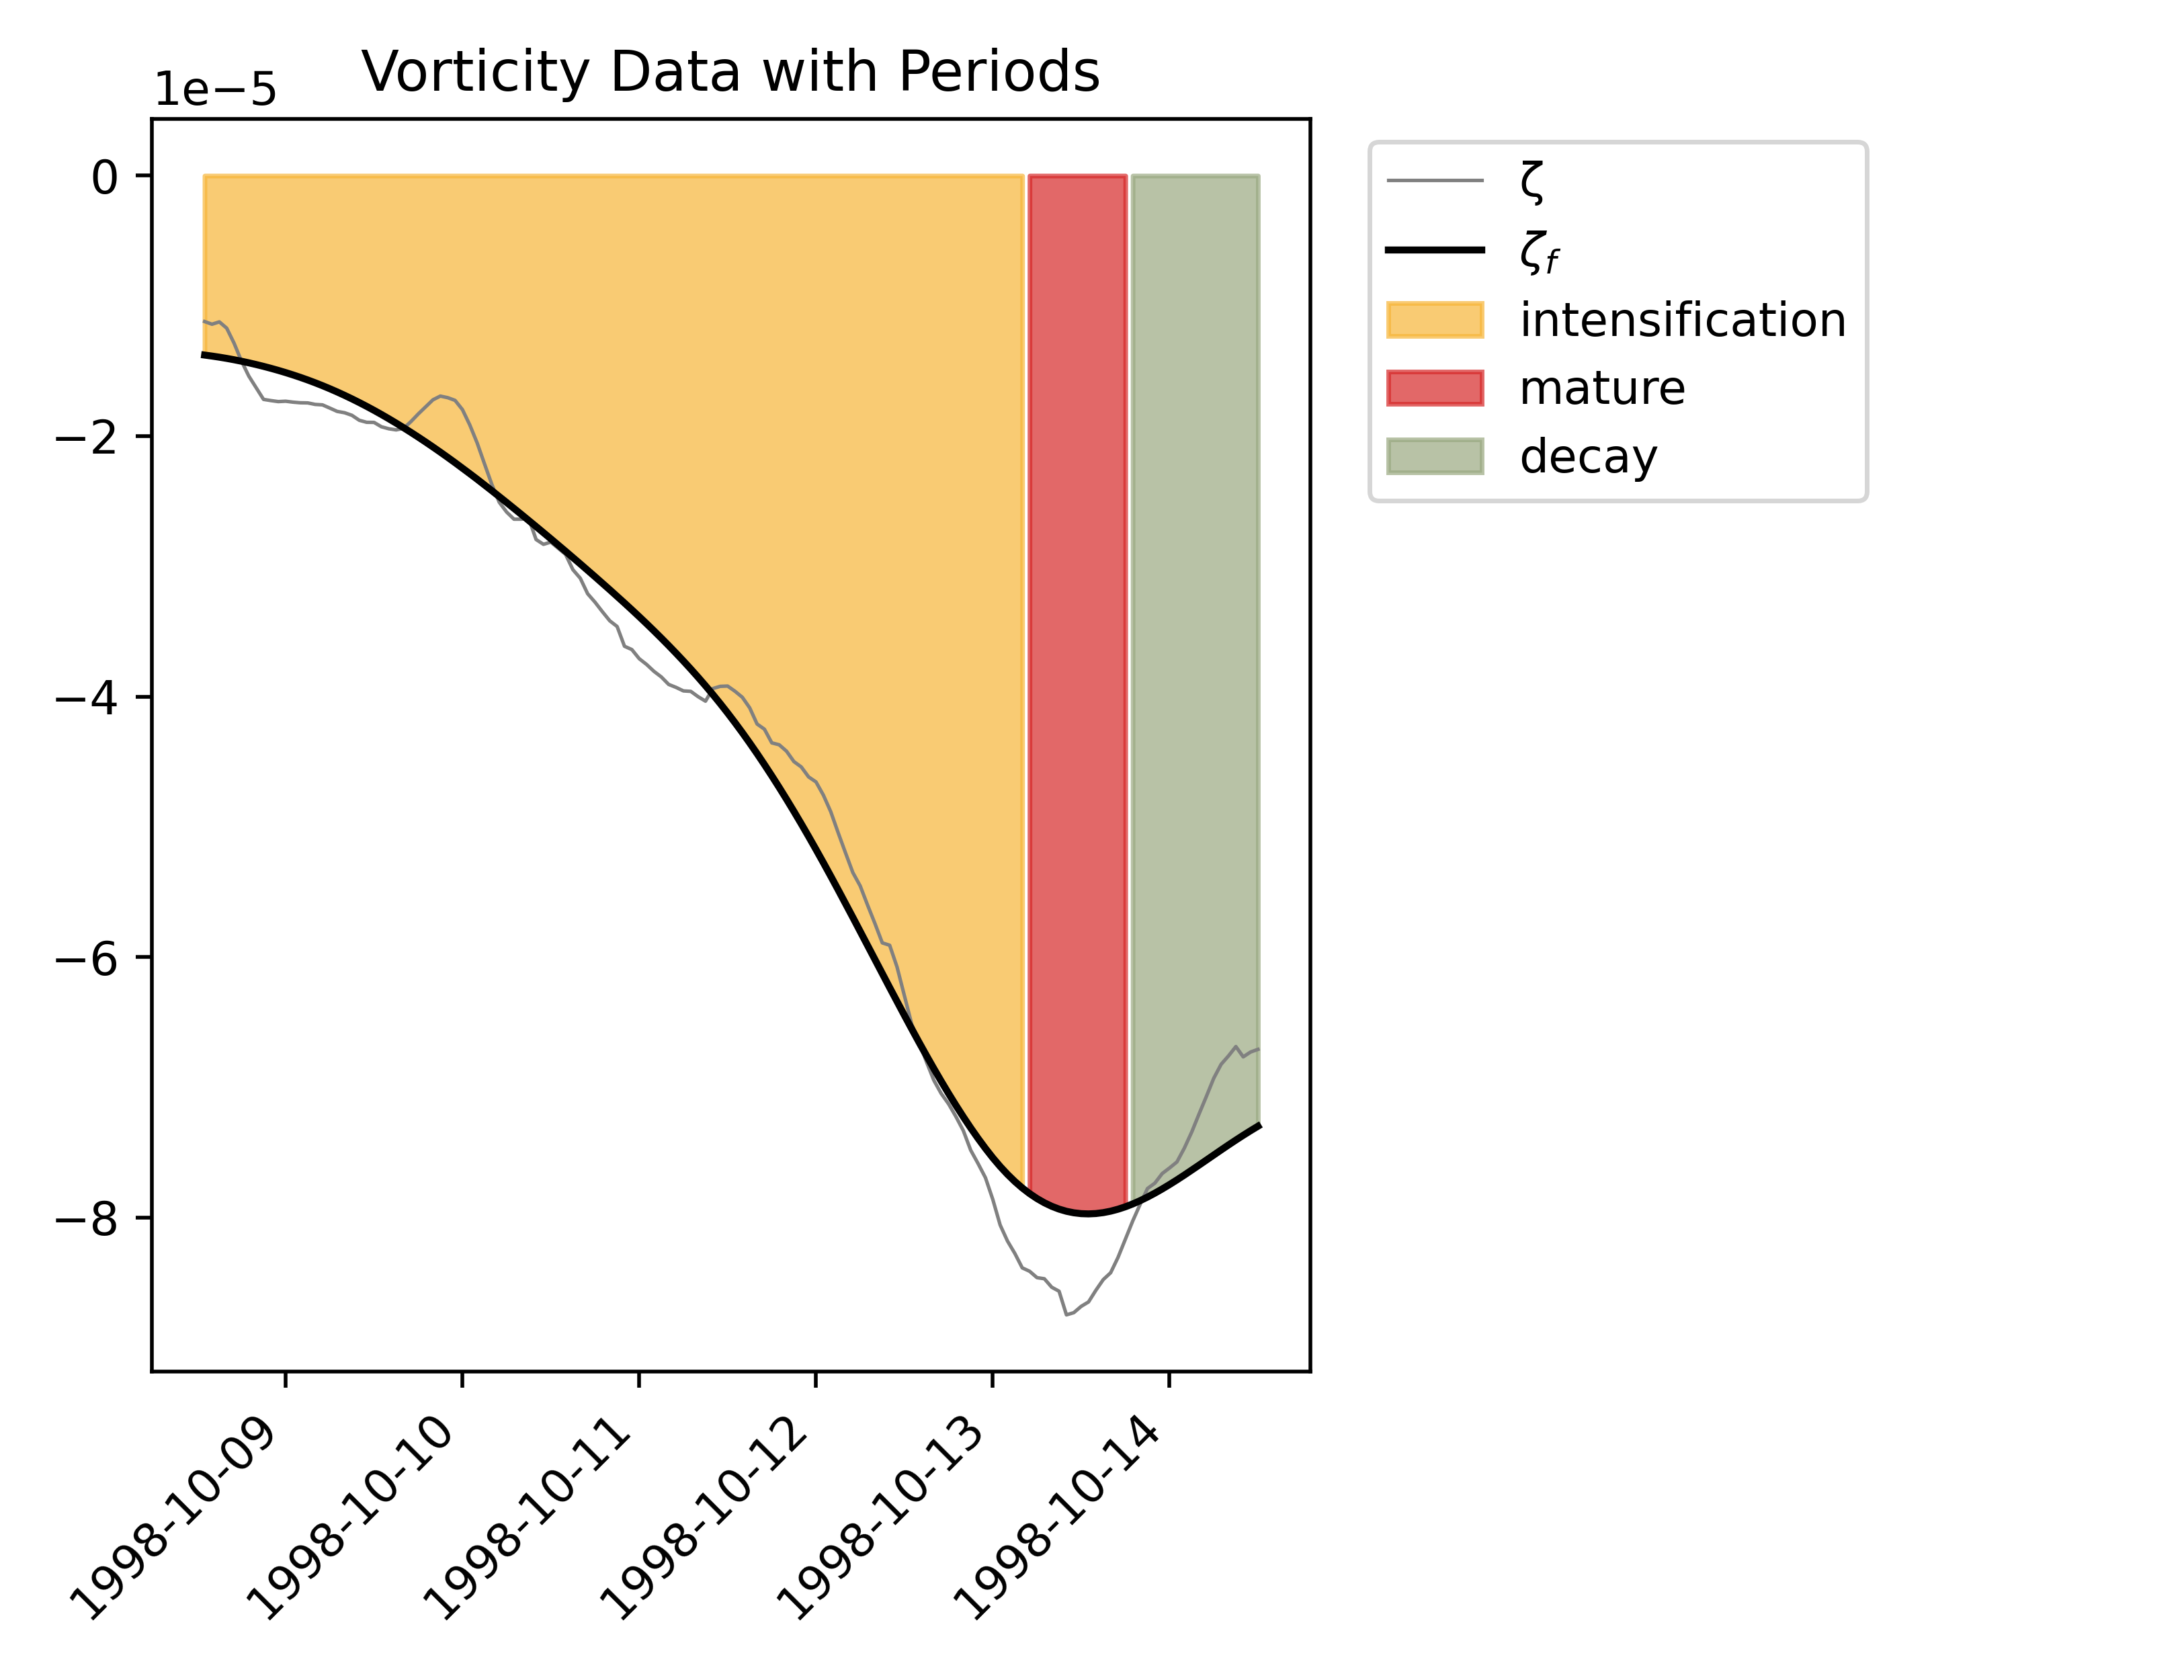 Vorticity Data with Periods
1e−5
0
−2
−4
−6
−8
1998-10-09
1998-10-10
1998-10-11
1998-10-12
1998-10-13
1998-10-14
ζ
ζf
intensification
mature
decay